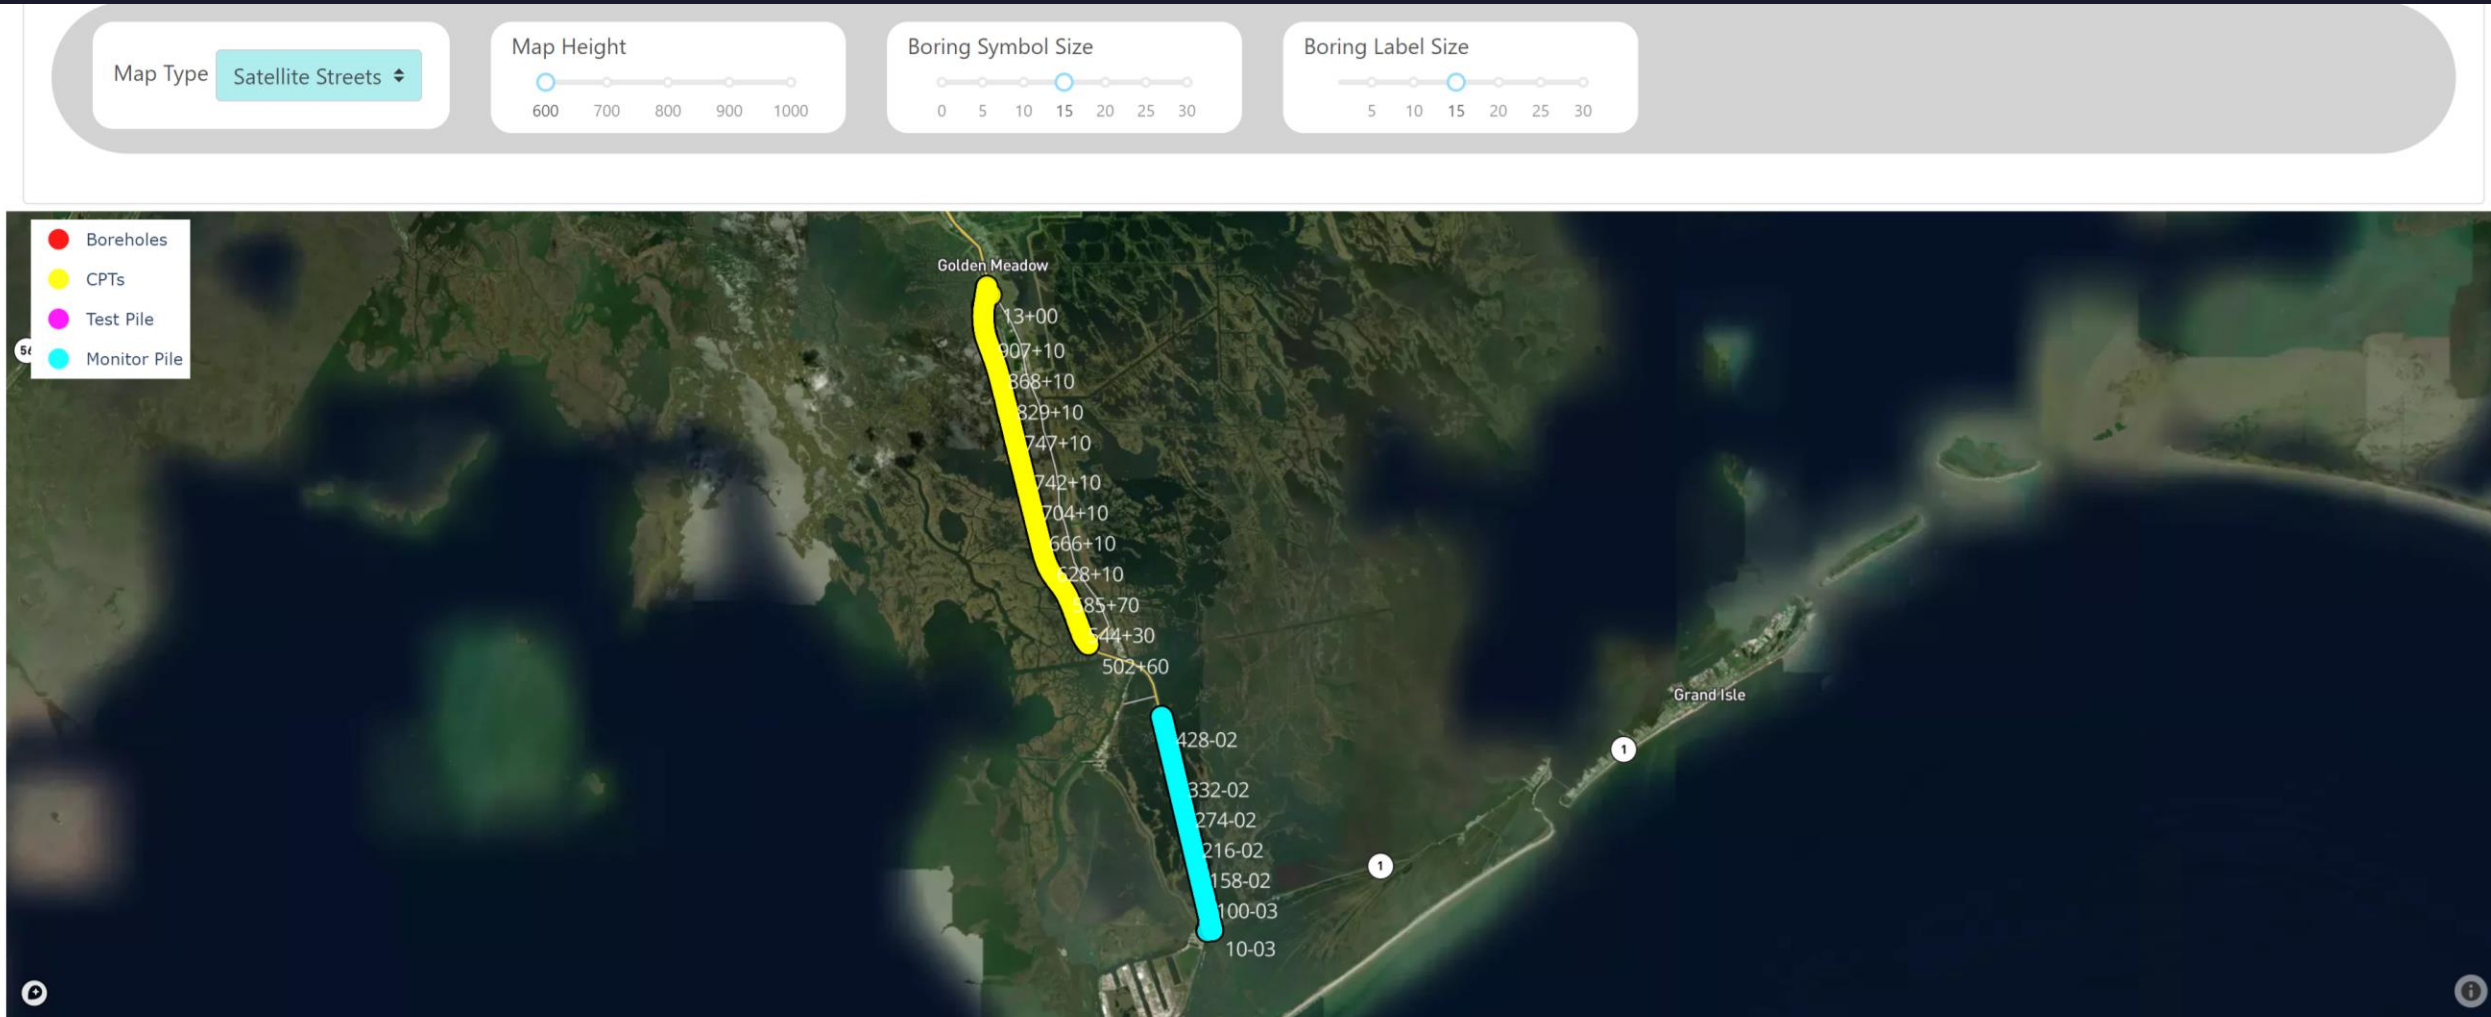 Map Type
Satellite Streets
Map Height
600 700 800 900 1000
Boring Symbol Size
0 5 10 15 20 25 30
Boring Label Size
5 10 15 20 25 30
Boreholes
CPTs
Test Pile
Monitor Pile
56
Golden Meadow
13+00
907+10
868+10
829+10
747+10
742+10
704+10
666+10
628+10
585+70
544+30
502+60
428-02
332-02
274-02
216-02
158-02
100-03
10-03
Grand Isle
1
1